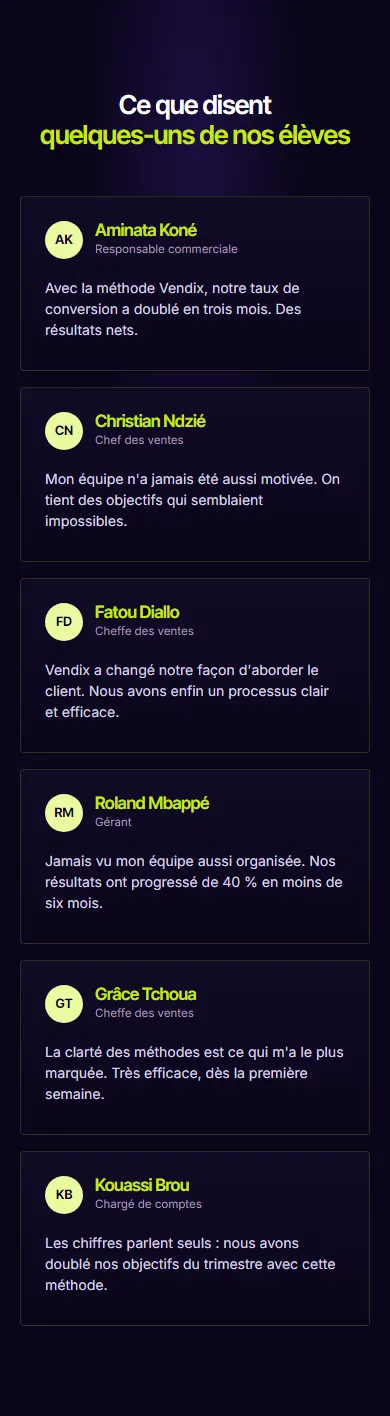 Ce que disent
quelques-uns de nos élèves
AK
Aminata Koné
Responsable commerciale
Avec la méthode Vendix, notre taux de
conversion a doublé en trois mois. Des
résultats nets.
CN
Christian Ndzié
Chef des ventes
Mon équipe n'a jamais été aussi motivée. On
tient des objectifs qui semblaient
impossibles.
FD
Fatou Diallo
Cheffe des ventes
Vendix a changé notre façon d'aborder le
client. Nous avons enfin un processus clair
et efficace.
RM
Roland Mbappé
Gérant
Jamais vu mon équipe aussi organisée. Nos
résultats ont progressé de 40 % en moins de
six mois.
GT
Grâce Tchoua
Cheffe des ventes
La clarté des méthodes est ce qui m'a le plus
marquée. Très efficace, dès la première
semaine.
KB
Kouassi Brou
Chargé de comptes
Les chiffres parlent seuls : nous avons
doublé nos objectifs du trimestre avec cette
méthode.